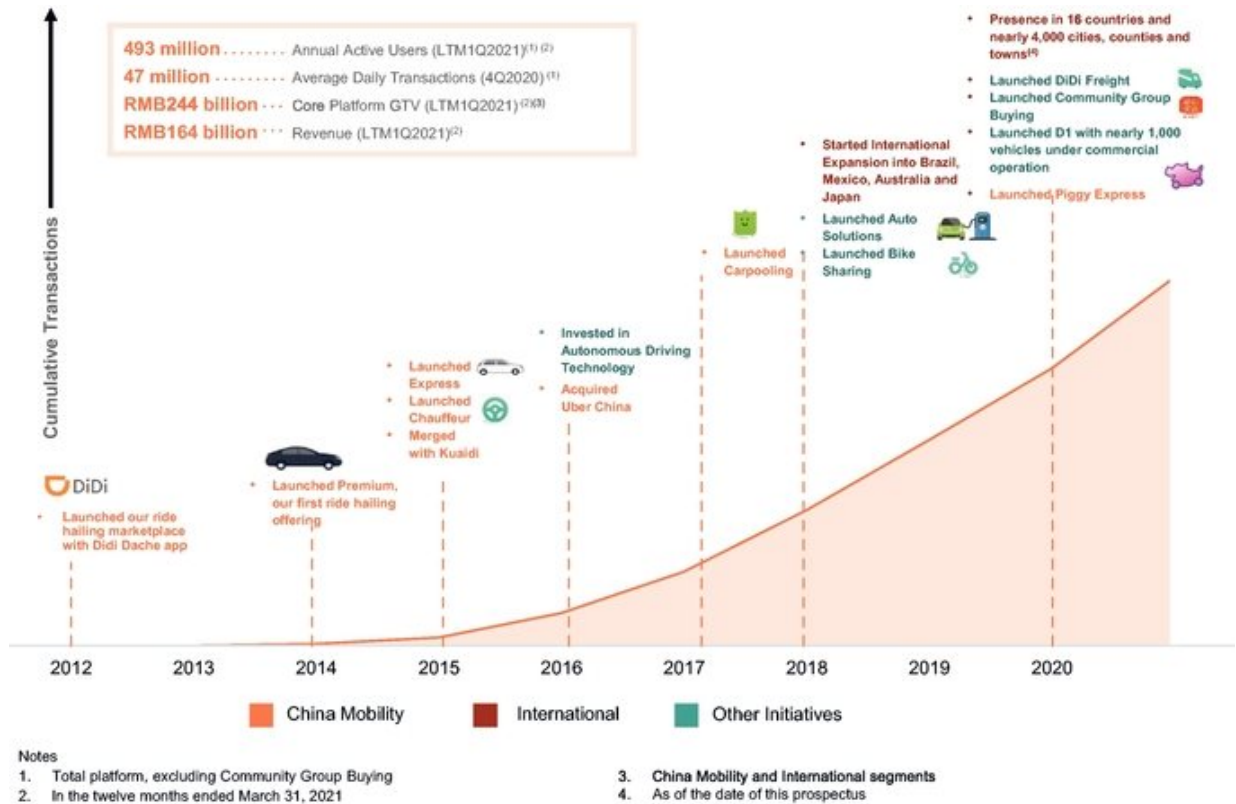 493 million ........ Annual Active Users (LTM1Q2021)(1) (2)
47 million ......... Average Daily Transactions (4Q2020)(1)
RMB244 billion ··· Core Platform GTV (LTM1Q2021)(2)(3)
RMB164 billion ··· Revenue (LTM1Q2021)(2)
Cumulative Transactions
DiDi
• Launched our ride
hailing marketplace
with Didi Dache app
• Launched Premium,
our first ride hailing
offering
• Launched
Express
• Launched
Chauffeur
• Merged
with Kuaidi
• Invested in
Autonomous Driving
Technology
• Acquired
Uber China
• Launched
Carpooling
• Started International
Expansion into Brazil,
Mexico, Australia and
Japan
• Launched Auto
Solutions
• Launched Bike
Sharing
• Presence in 16 countries and
nearly 4,000 cities, counties and
towns(4)
• Launched DiDi Freight
• Launched Community Group
Buying
• Launched D1 with nearly 1,000
vehicles under commercial
operation
• Launched Piggy Express
2012 2013 2014 2015 2016 2017 2018 2019 2020
China Mobility International Other Initiatives
Notes
1. Total platform, excluding Community Group Buying
2. In the twelve months ended March 31, 2021
3. China Mobility and International segments
4. As of the date of this prospectus